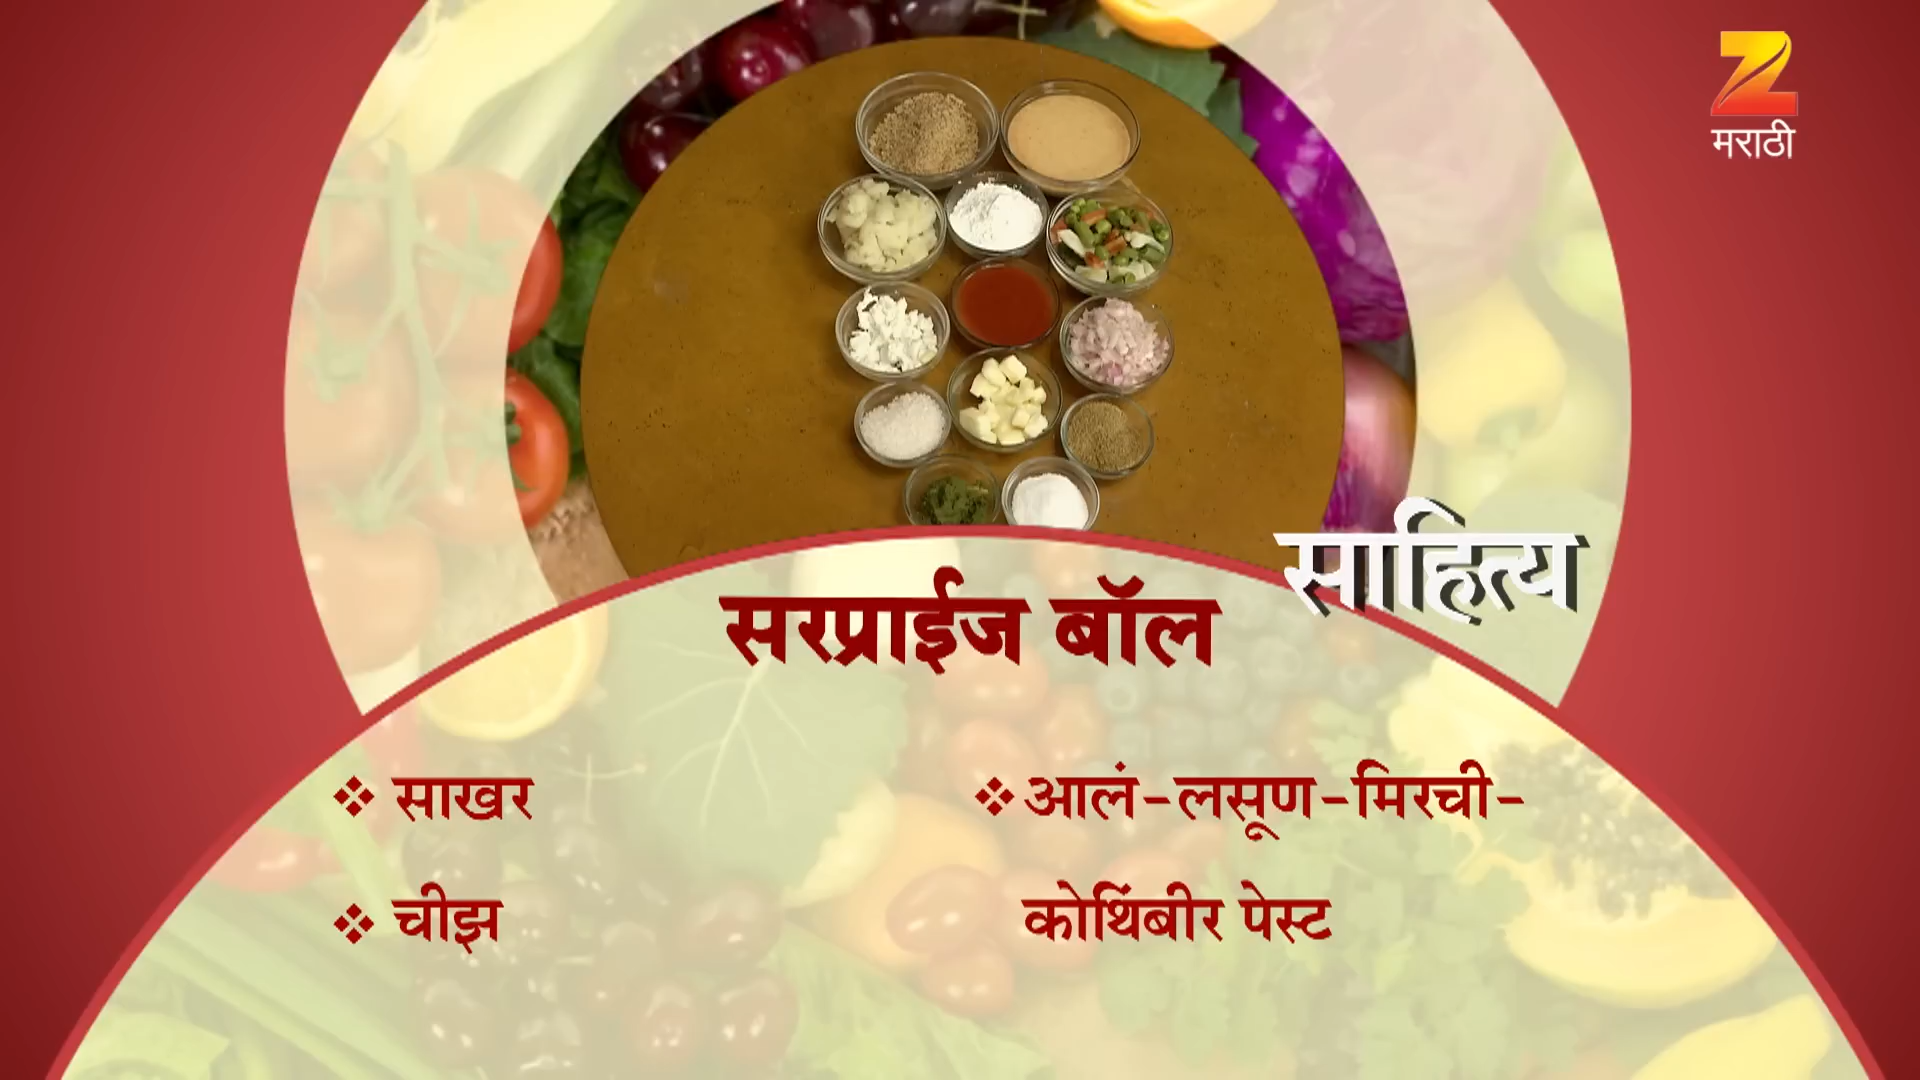 मराठी
साहित्य
सरप्राईज बॉल
साखर
चीझ
आलं-लसूण-मिरची-
कोथिंबीर पेस्ट